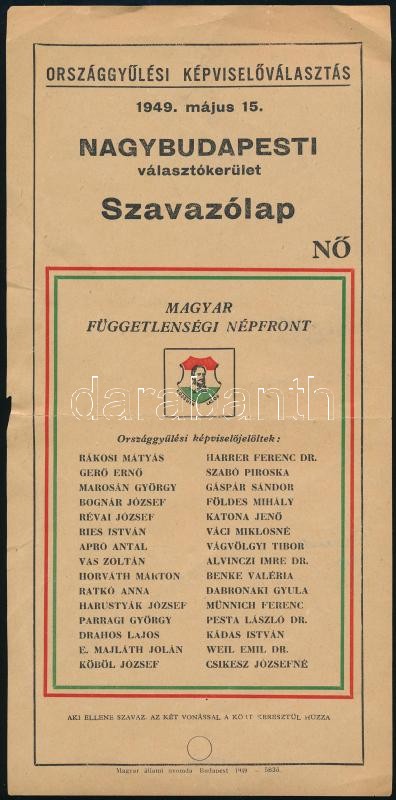 ORSZÁGGYŰLÉSI KÉPVISELŐVÁLASZTÁS
1949. május 15.
NAGYBUDAPESTI
választókerület
Szavazólap
NŐ
MAGYAR
FÜGGETLENSÉGI NÉPFRONT
darabanth
Országgyűlési képviselőjelöltek:
RÁKOSI MÁTYÁS
GERŐ ERNŐ
MAROSÁN GYÖRGY
BOGNÁR JÓZSEF
RÉVAI JÓZSEF
RIES ISTVÁN
APRÓ ANTAL
VAS ZOLTÁN
HORVÁTH MÁRTON
RATKÓ ANNA
HARUSTYÁK JÓZSEF
PARRAGI GYÖRGY
DRAHOS LAJOS
E. MAJLÁTH JOLÁN
KÖBÖL JÓZSEF
HARRER FERENC DR.
SZABÓ PIROSKA
GÁSPÁR SÁNDOR
FÖLDES MIHÁLY
KATONA JENŐ
VÁCI MIKLÓSNÉ
VÁGVÖLGYI TIBOR
ALVINCZI IMRE DR.
BENKE VALÉRIA
DABRONAKI GYULA
MÜNNICH FERENC
PESTA LÁSZLÓ DR.
KÁDAS ISTVÁN
WEIL EMIL DR.
CSIKESZ JÓZSEFNÉ
AKI ELLENE SZAVAZ, AZ KÉT VONÁSSAL A KÖRT KERESZTÜL HÚZZA
Magyar állami nyomda Budapest 1949 –